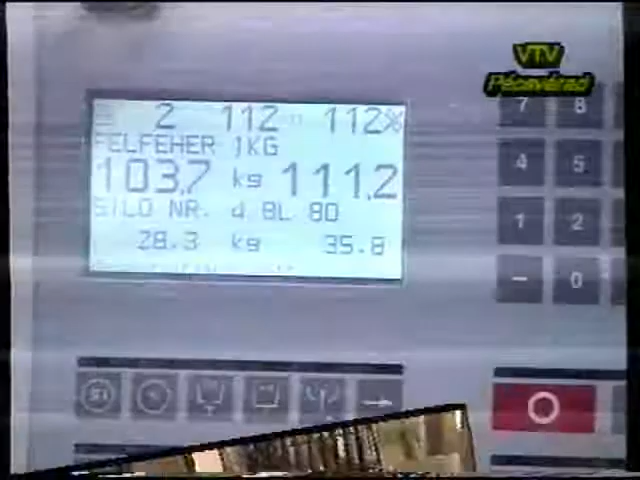 VTV
Pécsvárad
2 112 112%
FELFEHER 1KG
103.7 kg 111.2
SILO NR. 4 BL 80
28.3 kg 35.8
7 8
4 5
1 2
- 0